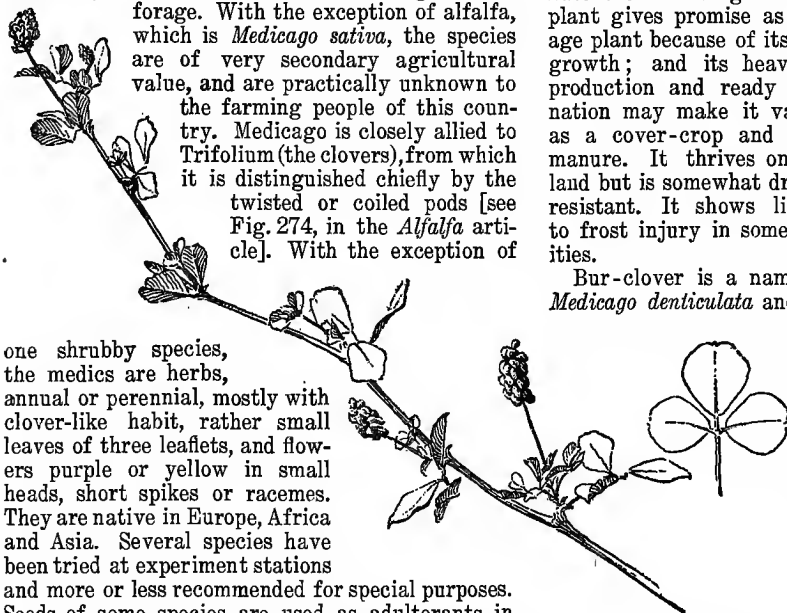 forage. With the exception of alfalfa,
which is Medicago sativa, the species
are of very secondary agricultural
value, and are practically unknown to
the farming people of this coun-
try. Medicago is closely allied to
Trifolium (the clovers), from which
it is distinguished chiefly by the
twisted or coiled pods [see
Fig. 274, in the Alfalfa arti-
cle]. With the exception of
one shrubby species,
the medics are herbs,
annual or perennial, mostly with
clover-like habit, rather small
leaves of three leaflets, and flow-
ers purple or yellow in small
heads, short spikes or racemes.
They are native in Europe, Africa
and Asia. Several species have
been tried at experiment stations
and more or less recommended for special purposes.
Seeds of some species are used as adulterants in
plant gives promise as
age plant because of its
growth; and its heav
production and ready
nation may make it va
as a cover-crop and
manure. It thrives on
land but is somewhat dr
resistant. It shows li
to frost injury in some
ities.
Bur-clover is a nam
Medicago denticulata an